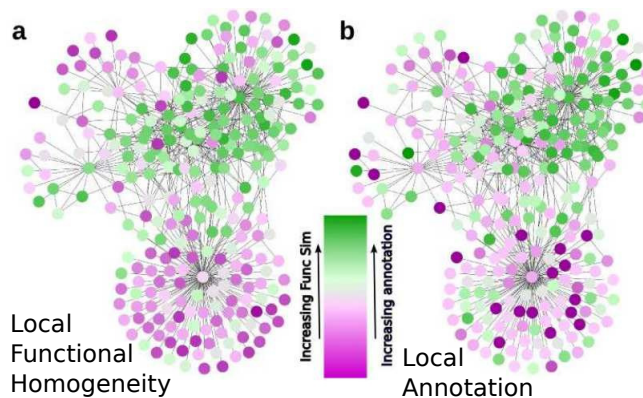 a
b
Increasing Func Sim
Increasing annotation
Local
Functional
Homogeneity
Local
Annotation